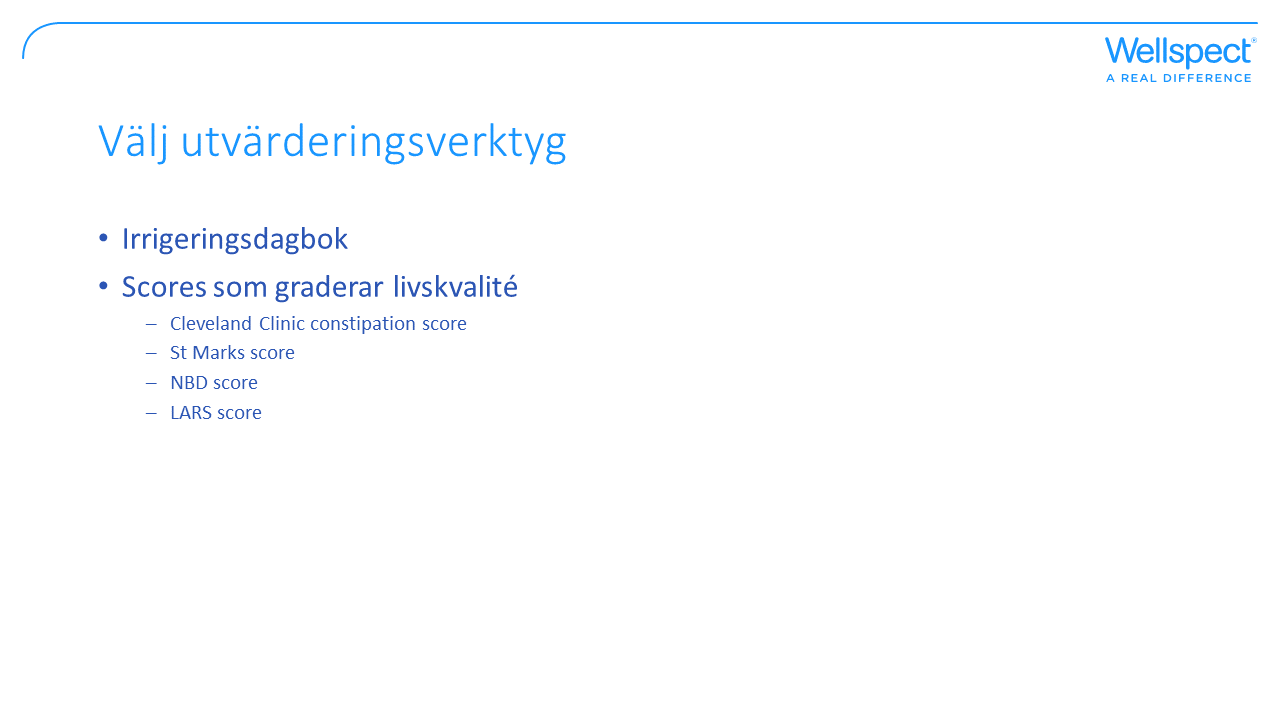 Wellspect®
A REAL DIFFERENCE
Välj utvärderingsverktyg
• Irrigeringsdagbok
• Scores som graderar livskvalité
– Cleveland Clinic constipation score
– St Marks score
– NBD score
– LARS score